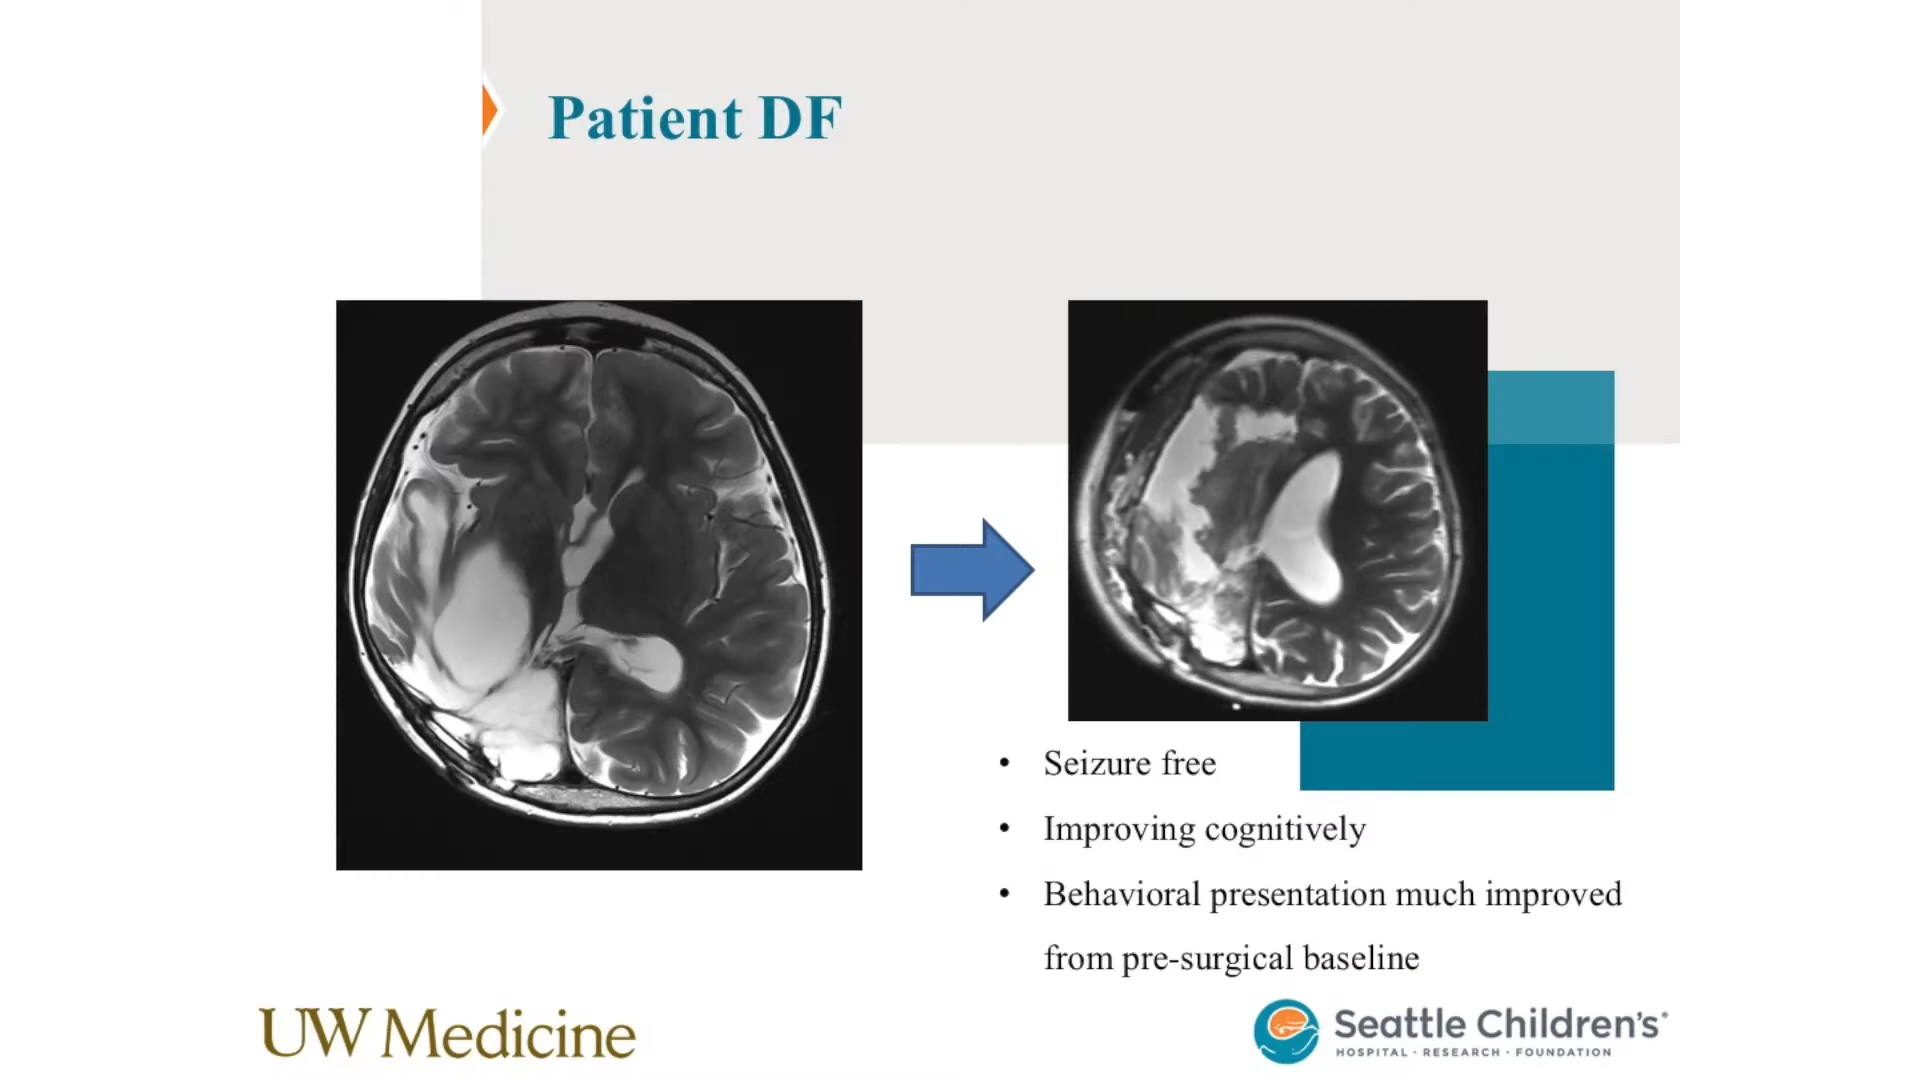 Patient DF
• Seizure free
• Improving cognitively
• Behavioral presentation much improved
from pre-surgical baseline
UW Medicine
Seattle Children's®
HOSPITAL · RESEARCH · FOUNDATION